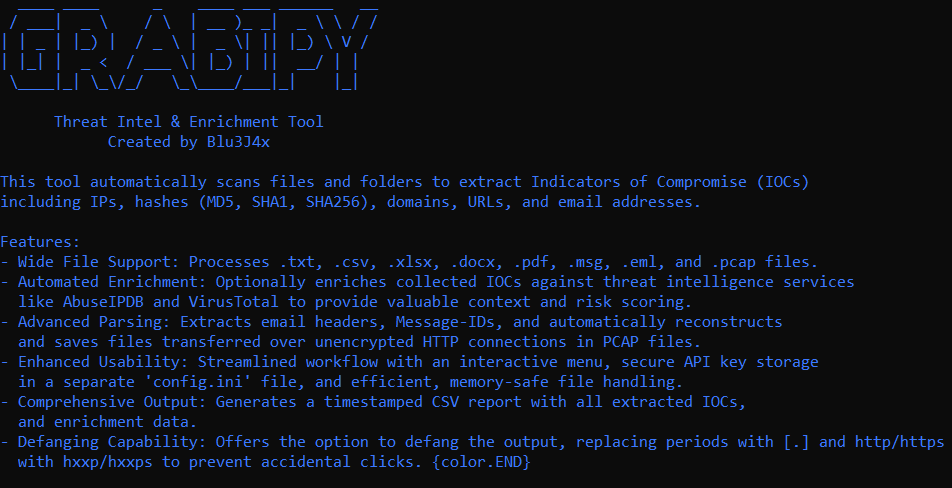 GRABIPY
Threat Intel & Enrichment Tool
Created by Blu3J4x
This tool automatically scans files and folders to extract Indicators of Compromise (IOCs)
including IPs, hashes (MD5, SHA1, SHA256), domains, URLs, and email addresses.
Features:
- Wide File Support: Processes .txt, .csv, .xlsx, .docx, .pdf, .msg, .eml, and .pcap files.
- Automated Enrichment: Optionally enriches collected IOCs against threat intelligence services
like AbuseIPDB and VirusTotal to provide valuable context and risk scoring.
- Advanced Parsing: Extracts email headers, Message-IDs, and automatically reconstructs
and saves files transferred over unencrypted HTTP connections in PCAP files.
- Enhanced Usability: Streamlined workflow with an interactive menu, secure API key storage
in a separate 'config.ini' file, and efficient, memory-safe file handling.
- Comprehensive Output: Generates a timestamped CSV report with all extracted IOCs,
and enrichment data.
- Defanging Capability: Offers the option to defang the output, replacing periods with [.] and http/https
with hxxp/hxxps to prevent accidental clicks. {color.END}